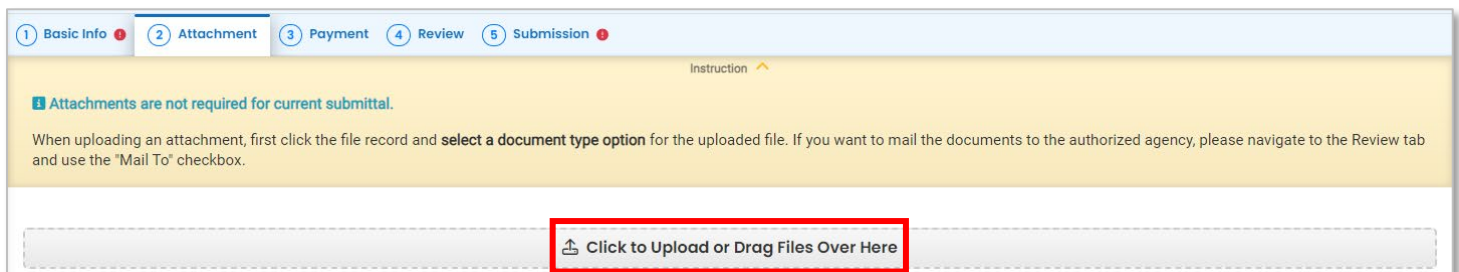 1 Basic Info ! 2 Attachment 3 Payment 4 Review 5 Submission !
Instruction
i Attachments are not required for current submittal.
When uploading an attachment, first click the file record and select a document type option for the uploaded file. If you want to mail the documents to the authorized agency, please navigate to the Review tab
and use the "Mail To" checkbox.
Click to Upload or Drag Files Over Here